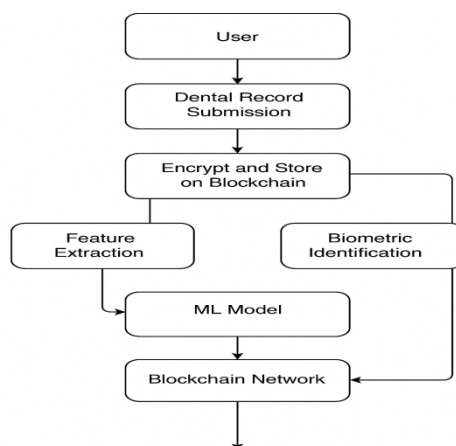 User
Dental Record
Submission
Encrypt and Store
on Blockchain
Feature
Extraction
Biometric
Identification
ML Model
Blockchain Network